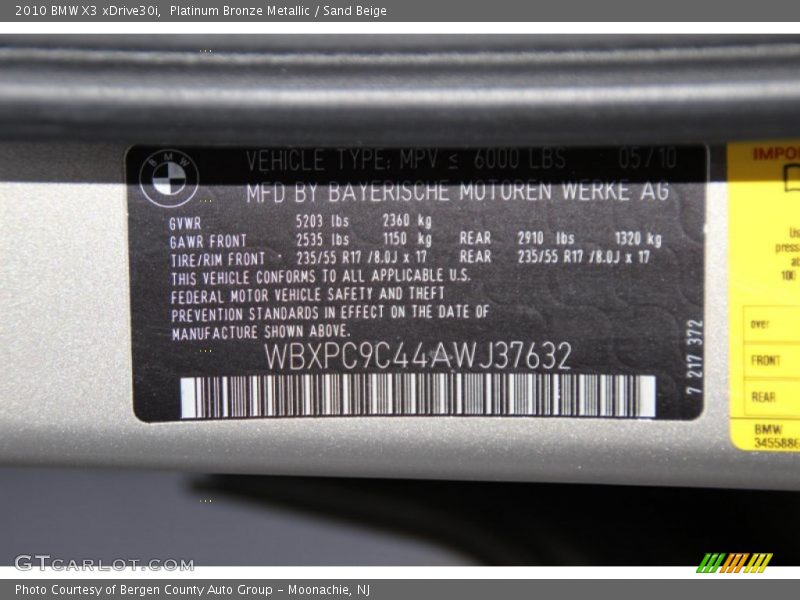 2010 BMW X3 xDrive30i, Platinum Bronze Metallic / Sand Beige
BMW
VEHICLE TYPE: MPV ≤ 6000 LBS 05/10
MFD BY BAYERISCHE MOTOREN WERKE AG
GVWR 5203 lbs 2360 kg
GAWR FRONT 2535 lbs 1150 kg REAR 2910 lbs 1320 kg
TIRE/RIM FRONT 235/55 R17 /8.0J x 17 REAR 235/55 R17 /8.0J x 17
THIS VEHICLE CONFORMS TO ALL APPLICABLE U.S.
FEDERAL MOTOR VEHICLE SAFETY AND THEFT
PREVENTION STANDARDS IN EFFECT ON THE DATE OF
MANUFACTURE SHOWN ABOVE.
WBXPC9C44AWJ37632
7 217 372
over
FRONT
REAR
BMW
GTCARLOT.COM
Photo Courtesy of Bergen County Auto Group - Moonachie, NJ